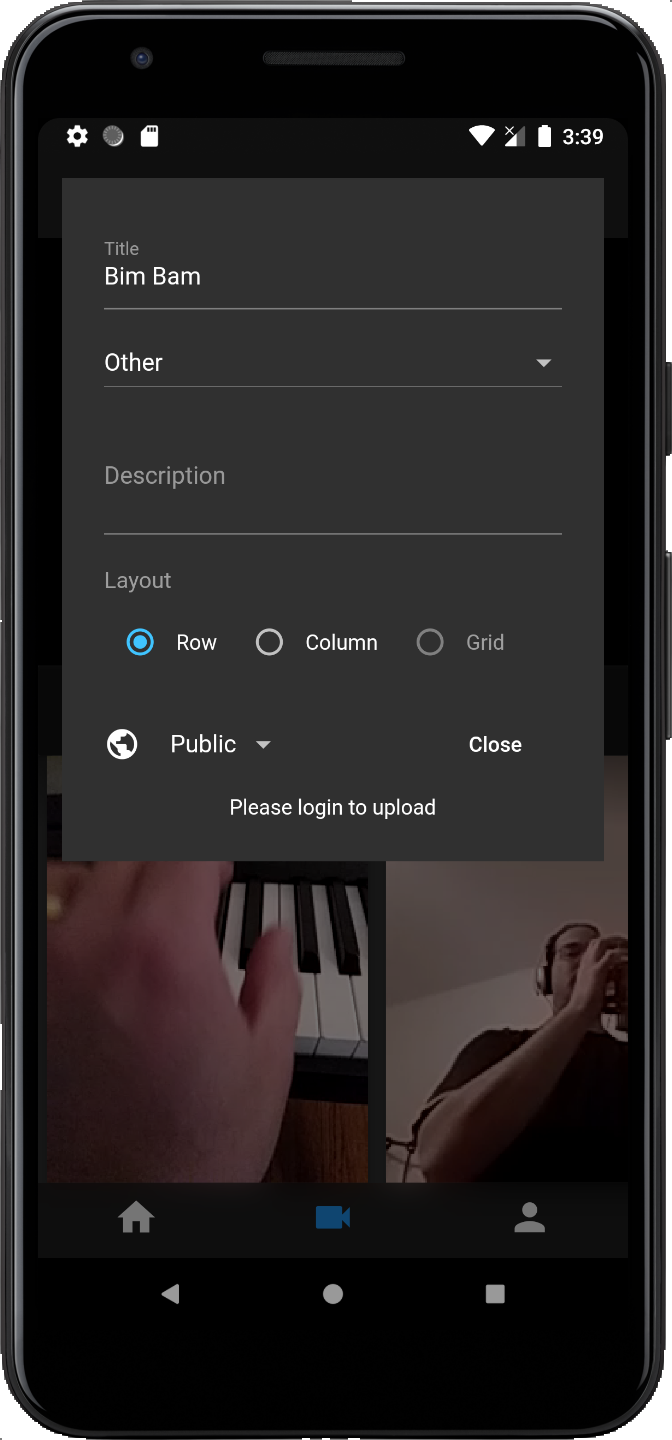 3:39
Title
Bim Bam
Other
Description
Layout
Row Column Grid
Public Close
Please login to upload